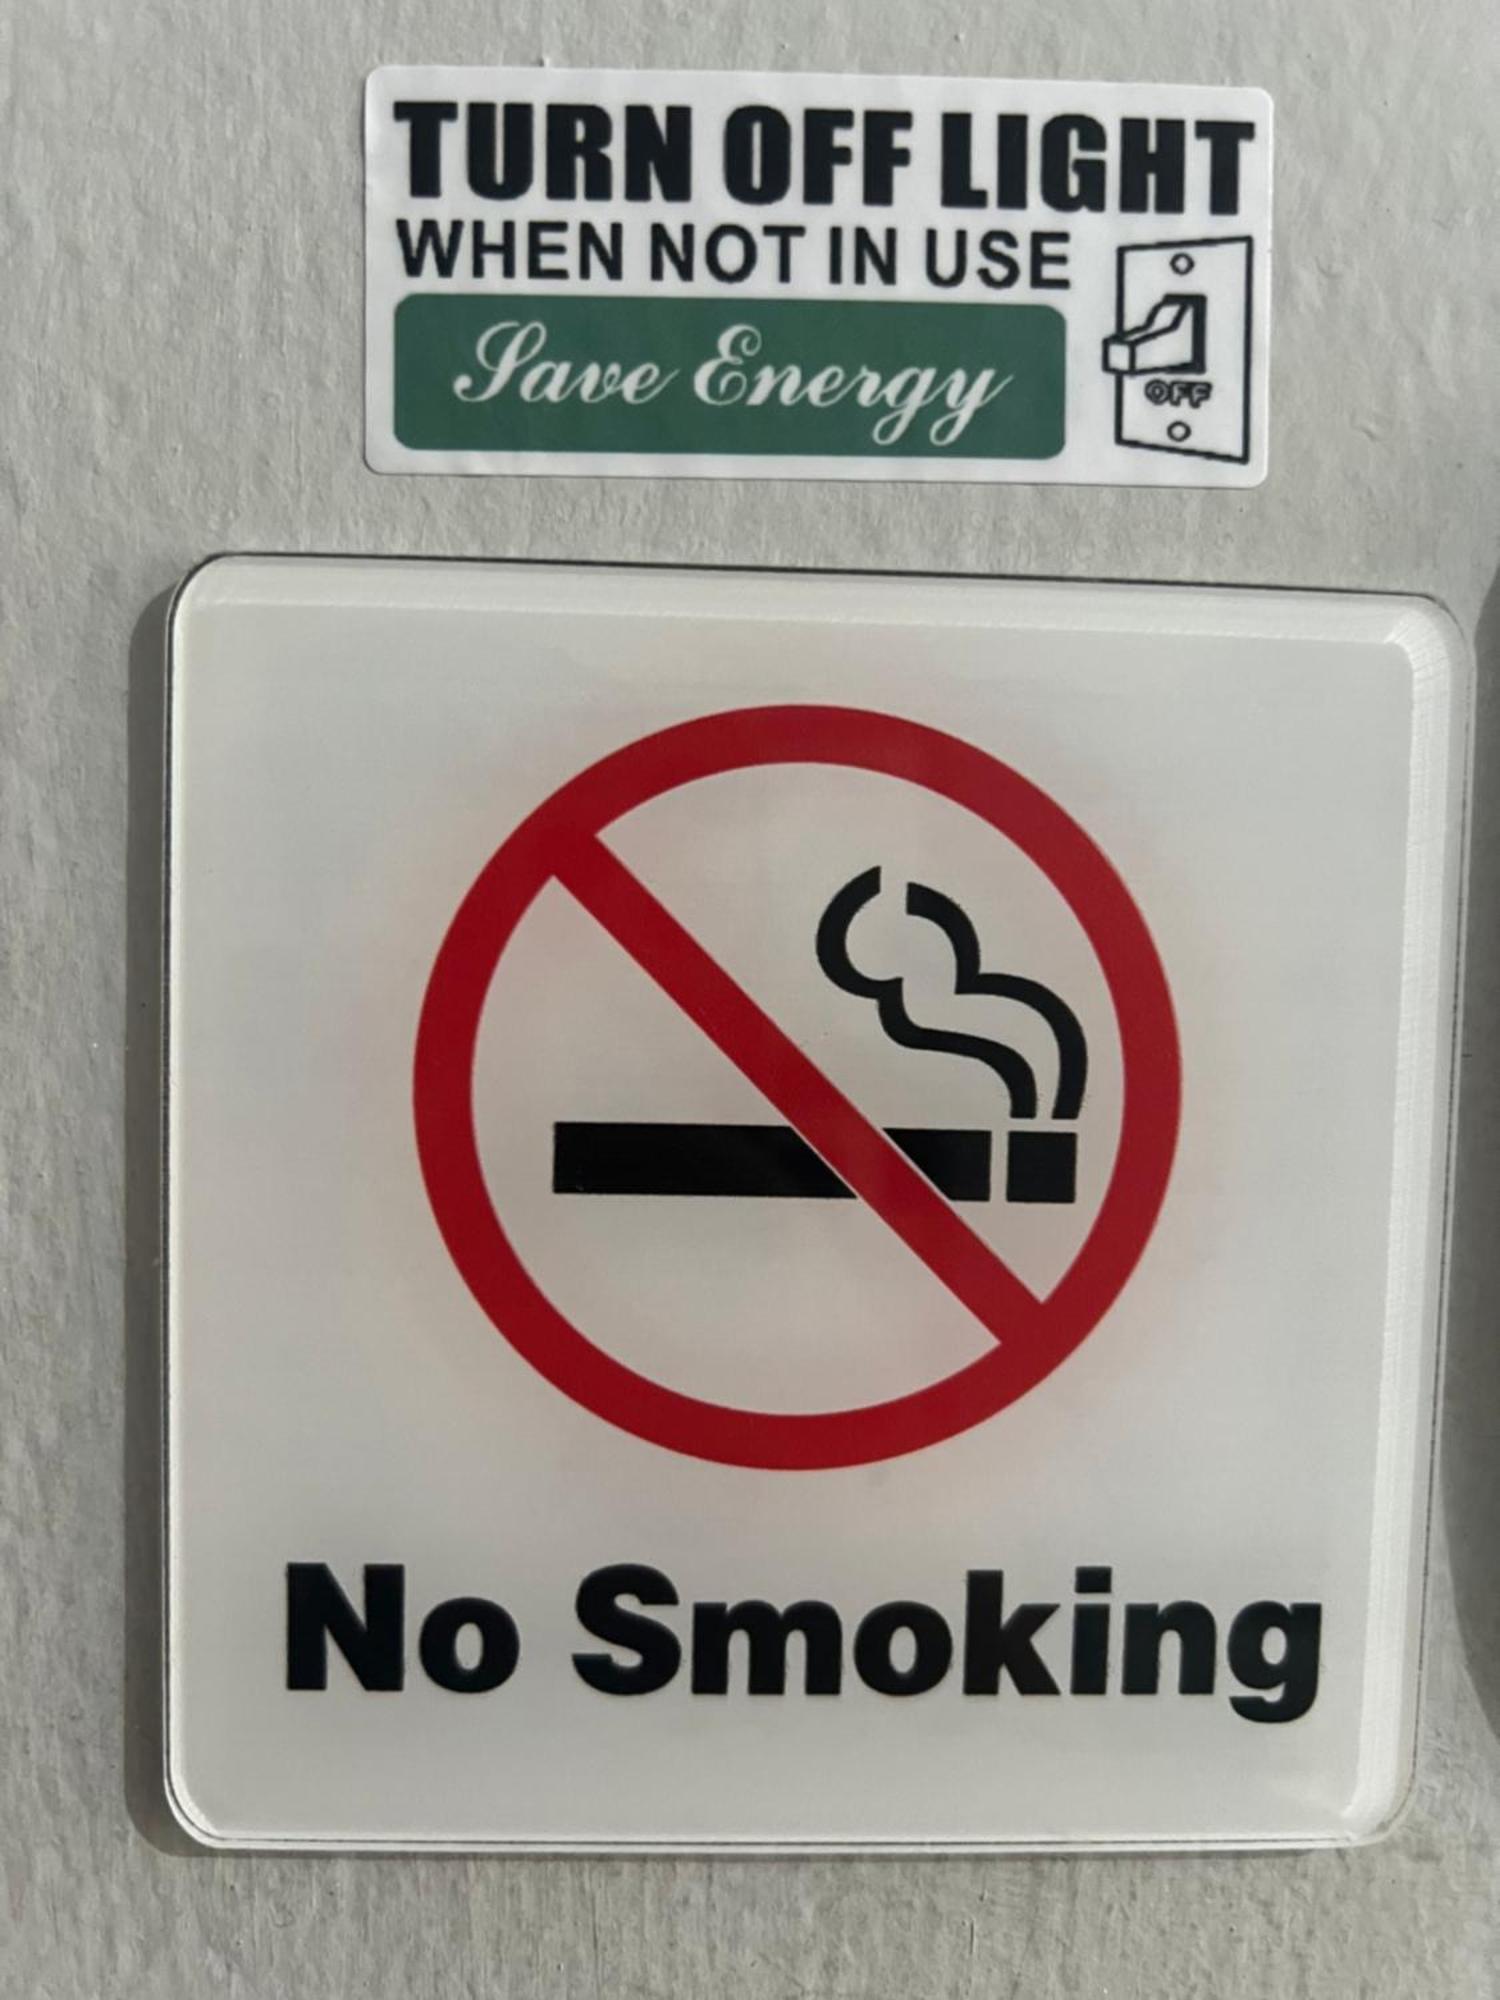 TURN OFF LIGHT
WHEN NOT IN USE
Save Energy
OFF
No Smoking